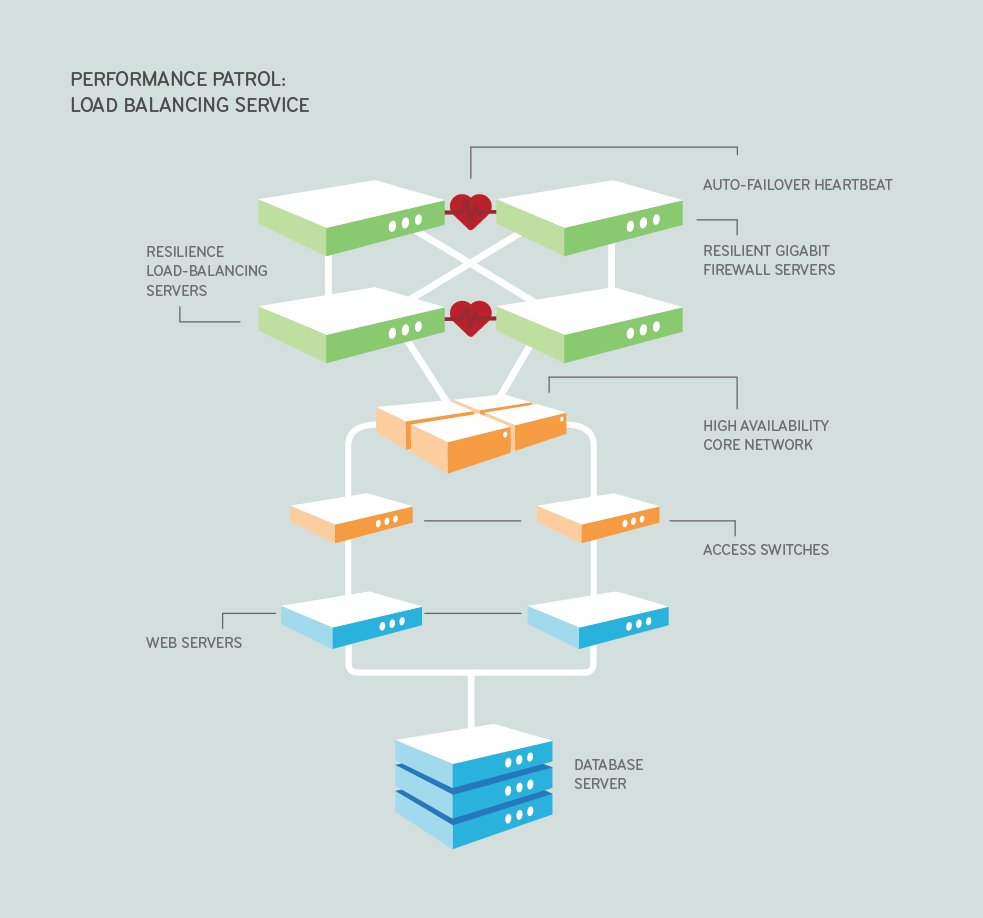 PERFORMANCE PATROL:
LOAD BALANCING SERVICE
AUTO-FAILOVER HEARTBEAT
RESILIENT GIGABIT
FIREWALL SERVERS
RESILIENCE
LOAD-BALANCING
SERVERS
HIGH AVAILABILITY
CORE NETWORK
ACCESS SWITCHES
WEB SERVERS
DATABASE
SERVER